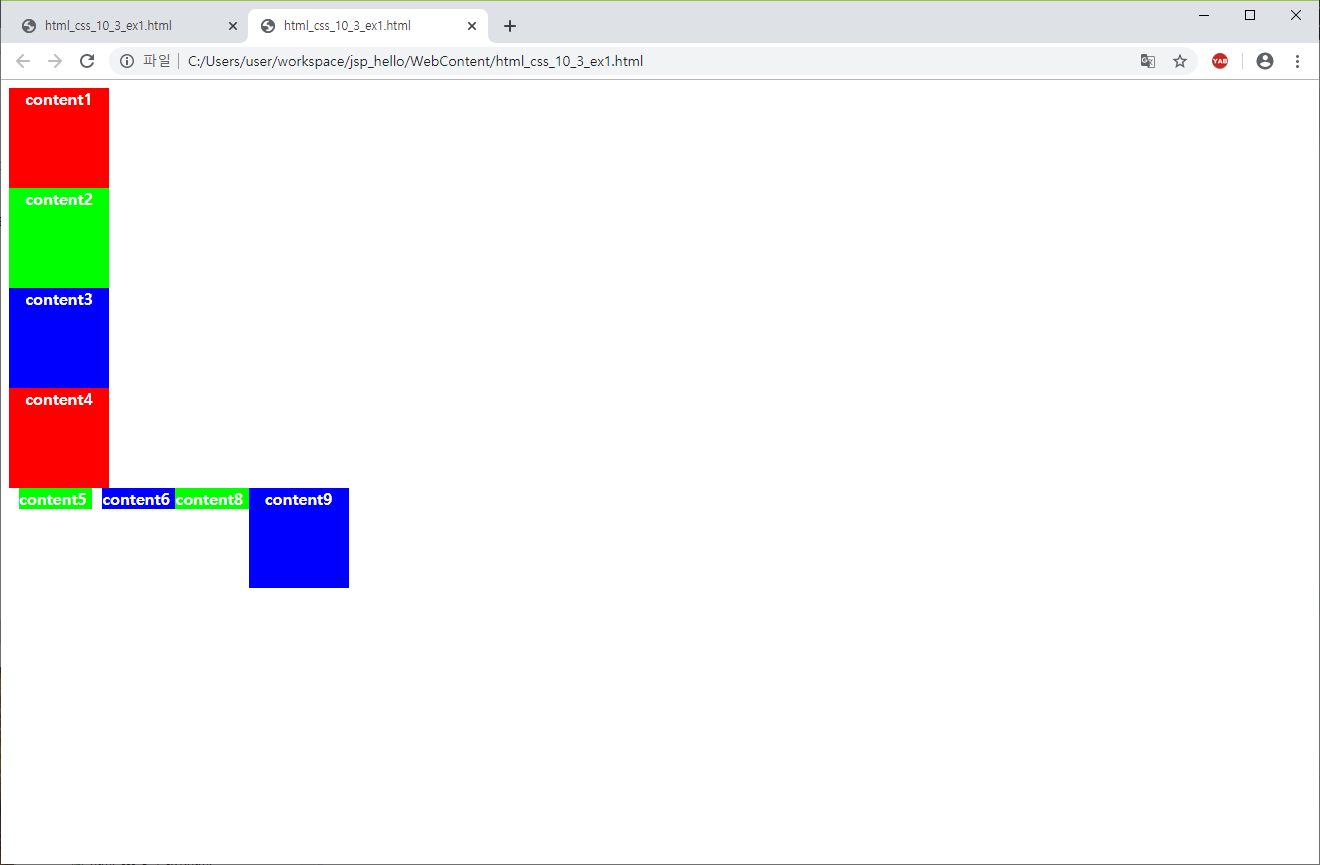 html_css_10_3_ex1.html
html_css_10_3_ex1.html
파일
C:/Users/user/workspace/jsp_hello/WebContent/html_css_10_3_ex1.html
YAB
content1
content2
content3
content4
content5 content6 content8 content9